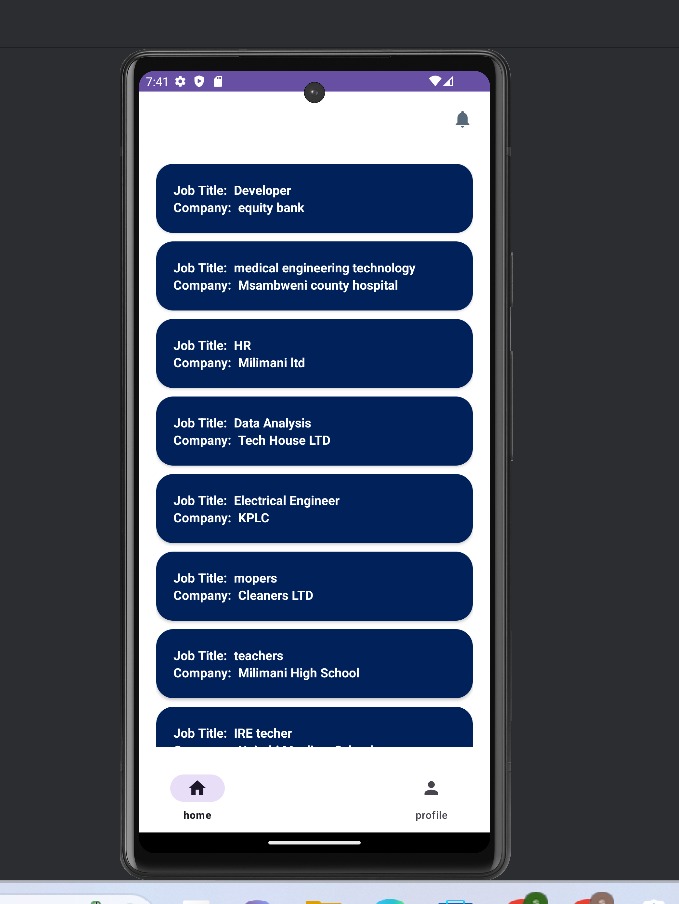 7:41
Job Title: Developer
Company: equity bank
Job Title: medical engineering technology
Company: Msambweni county hospital
Job Title: HR
Company: Milimani ltd
Job Title: Data Analysis
Company: Tech House LTD
Job Title: Electrical Engineer
Company: KPLC
Job Title: mopers
Company: Cleaners LTD
Job Title: teachers
Company: Milimani High School
Job Title: IRE techer
home
profile